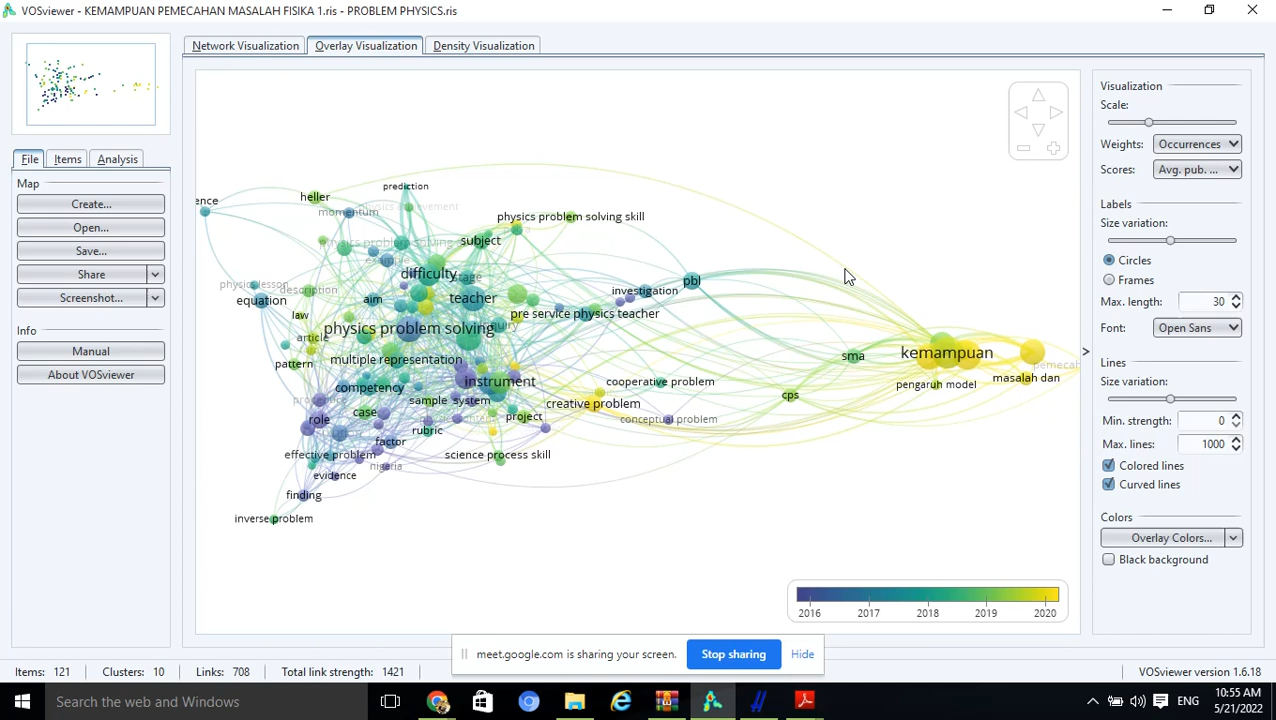 VOSviewer - KEMAMPUAN PEMECAHAN MASALAH FISIKA 1.ris - PROBLEM PHYSICS.ris
Network Visualization
Overlay Visualization
Density Visualization
File
Items
Analysis
Map
Create...
Open...
Save...
Share
Screenshot...
Info
Manual
About VOSviewer
prediction
heller
ence
momentum
physics problem solving skill
subject
difficulty
stage
physics lesson
description
equation
aim
teacher
pbl
investigation
law
pre service physics teacher
physics problem solving
article
pattern
multiple representation
sma
kemampuan
masalah dan
pengaruh model
competency
instrument
cooperative problem
cps
sample
system
creative problem
case
project
conceptual problem
role
rubric
factor
effective problem
science process skill
nigeria
evidence
finding
inverse problem
2016
2017
2018
2019
2020
Visualization
Scale:
Weights:
Occurrences
Scores:
Avg. pub. ...
Labels
Size variation:
Circles
Frames
Max. length:
30
Font:
Open Sans
Lines
Size variation:
Min. strength:
0
Max. lines:
1000
Colored lines
Curved lines
Colors
Overlay Colors...
Black background
meet.google.com is sharing your screen.
Stop sharing
Hide
Items: 121
Clusters: 10
Links: 708
Total link strength: 1421
VOSviewer version 1.6.18
Search the web and Windows
ENG
10:55 AM
5/21/2022